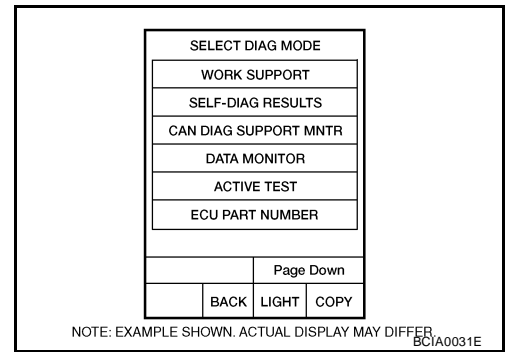 SELECT DIAG MODE
WORK SUPPORT
SELF-DIAG RESULTS
CAN DIAG SUPPORT MNTR
DATA MONITOR
ACTIVE TEST
ECU PART NUMBER
Page Down
BACK LIGHT COPY
NOTE: EXAMPLE SHOWN. ACTUAL DISPLAY MAY DIFFER.
BCIA0031E